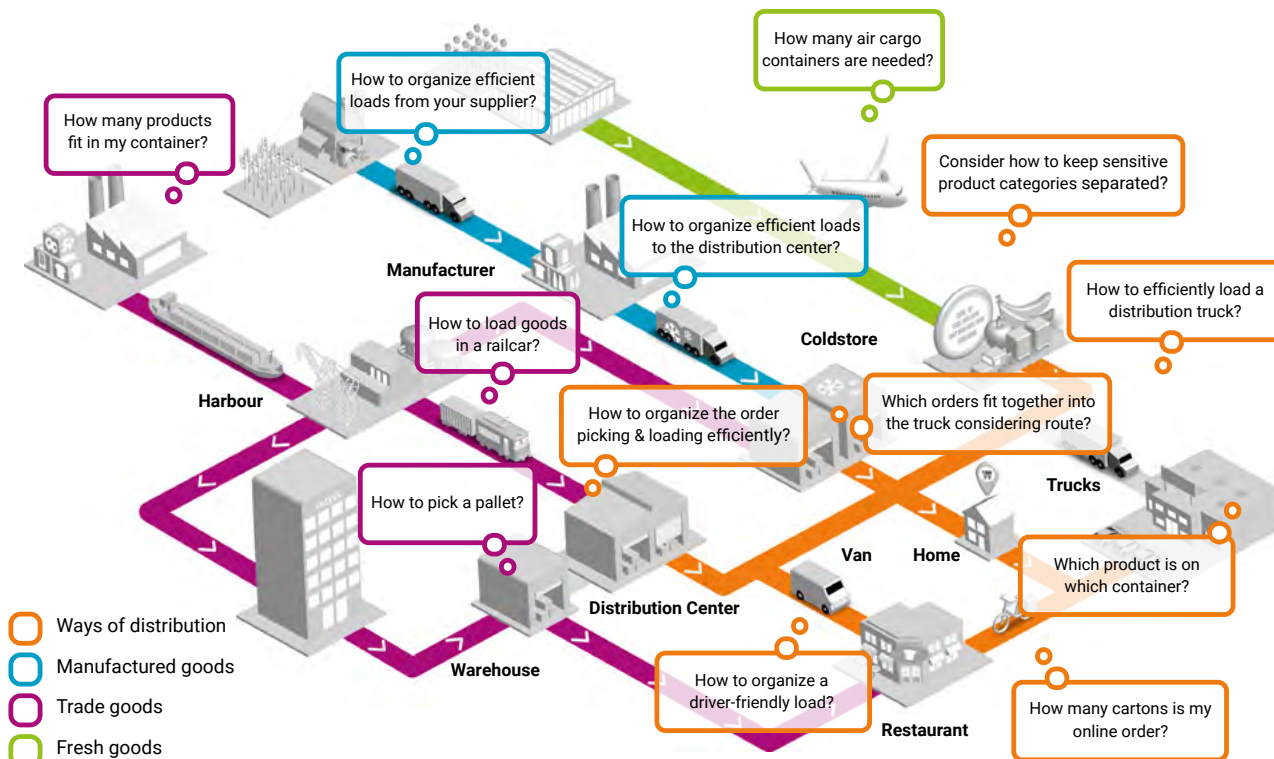 How many air cargo
containers are needed?
How to organize efficient
loads from your supplier?
How many products
fit in my container?
Consider how to keep sensitive
product categories separated?
How to organize efficient loads
to the distribution center?
Manufacturer
How to efficiently load a
distribution truck?
How to load goods
in a railcar?
Coldstore
Harbour
How to organize the order
picking & loading efficiently?
Which orders fit together into
the truck considering route?
How to pick a pallet?
Trucks
Van
Home
Which product is on
which container?
Distribution Center
Ways of distribution
Manufactured goods
Warehouse
Trade goods
How to organize a
driver-friendly load?
How many cartons is my
online order?
Restaurant
Fresh goods